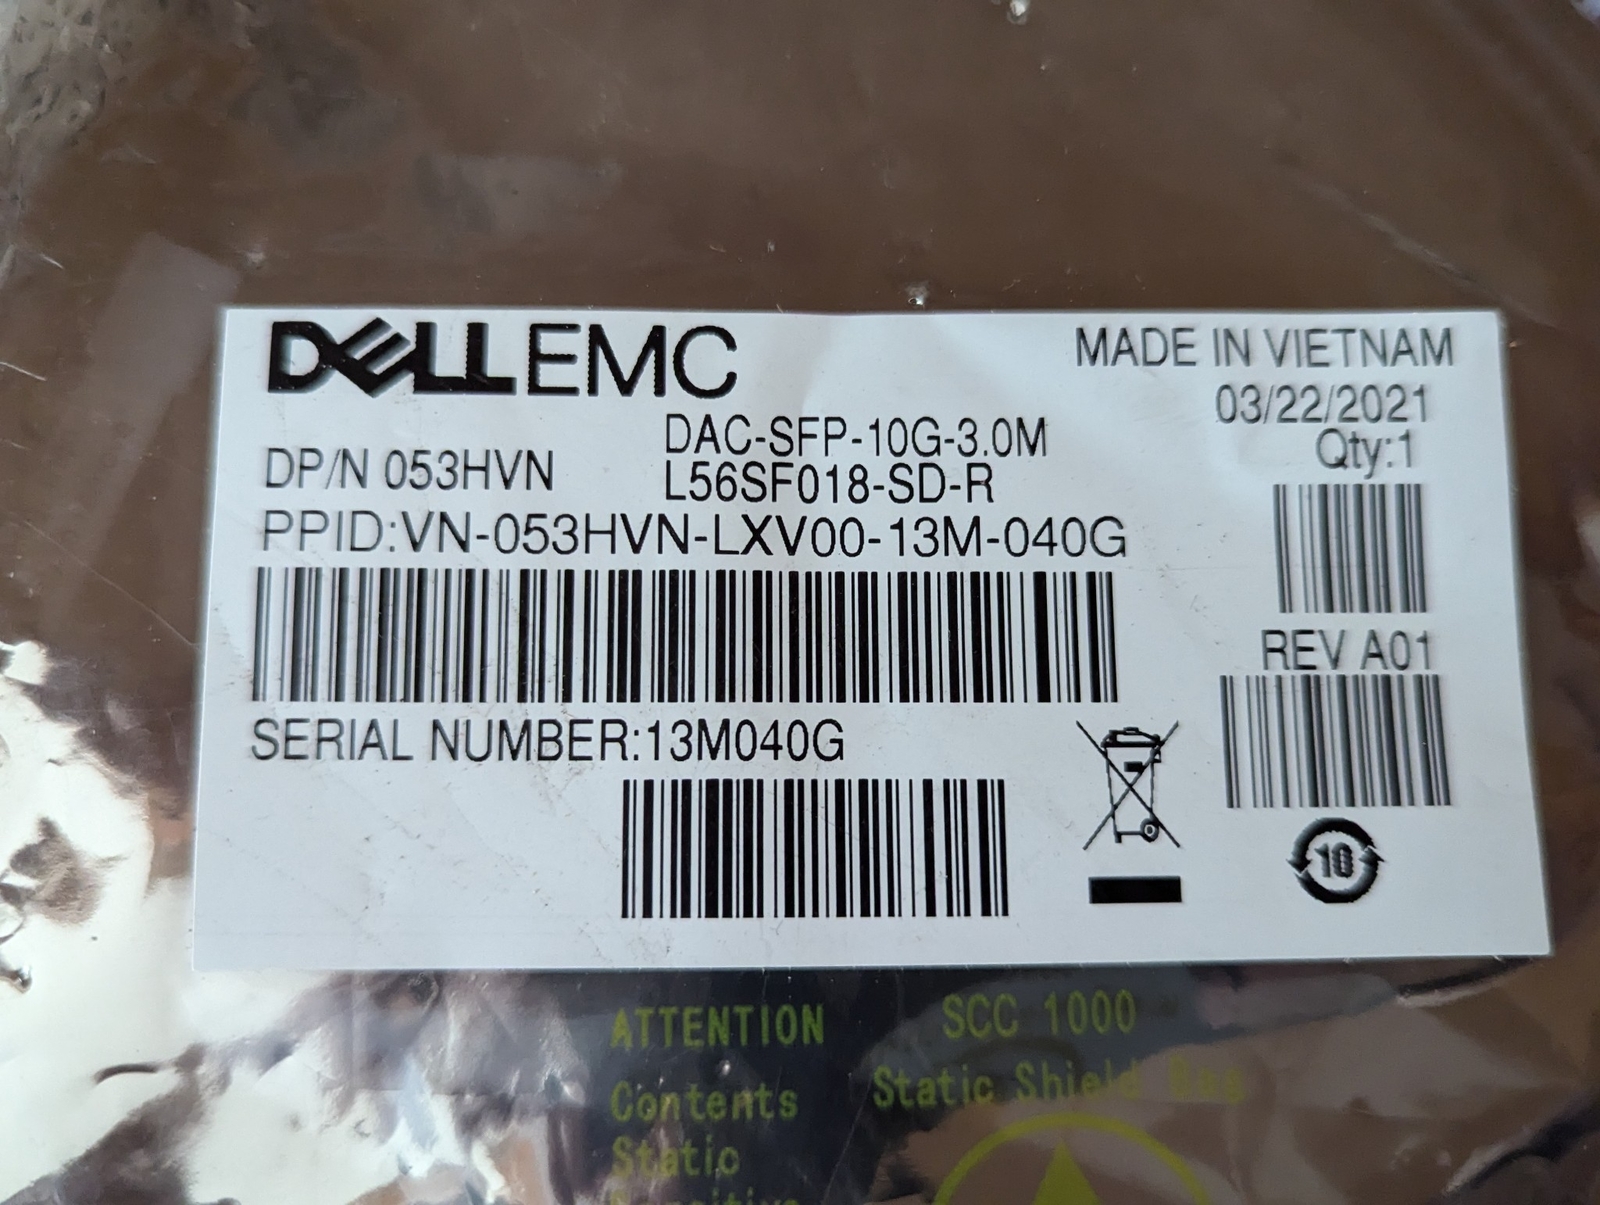 DELLEMC
MADE IN VIETNAM
03/22/2021
DAC-SFP-10G-3.0M
Qty:1
DP/N 053HVN
L56SF018-SD-R
PPID:VN-053HVN-LXV00-13M-040G
REV A01
SERIAL NUMBER:13M040G
10
ATTENTION
SCC 1000
Contents
Static Shield Bag
Static
Sensitive